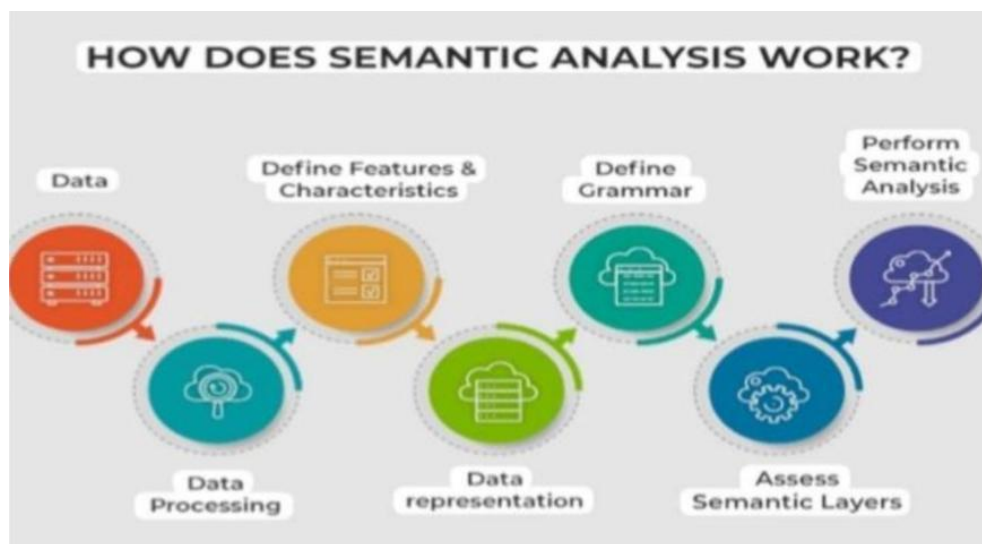 HOW DOES SEMANTIC ANALYSIS WORK?
Data
Data
Processing
Define Features &
Characteristics
Data
representation
Define
Grammar
Assess
Semantic Layers
Perform
Semantic
Analysis